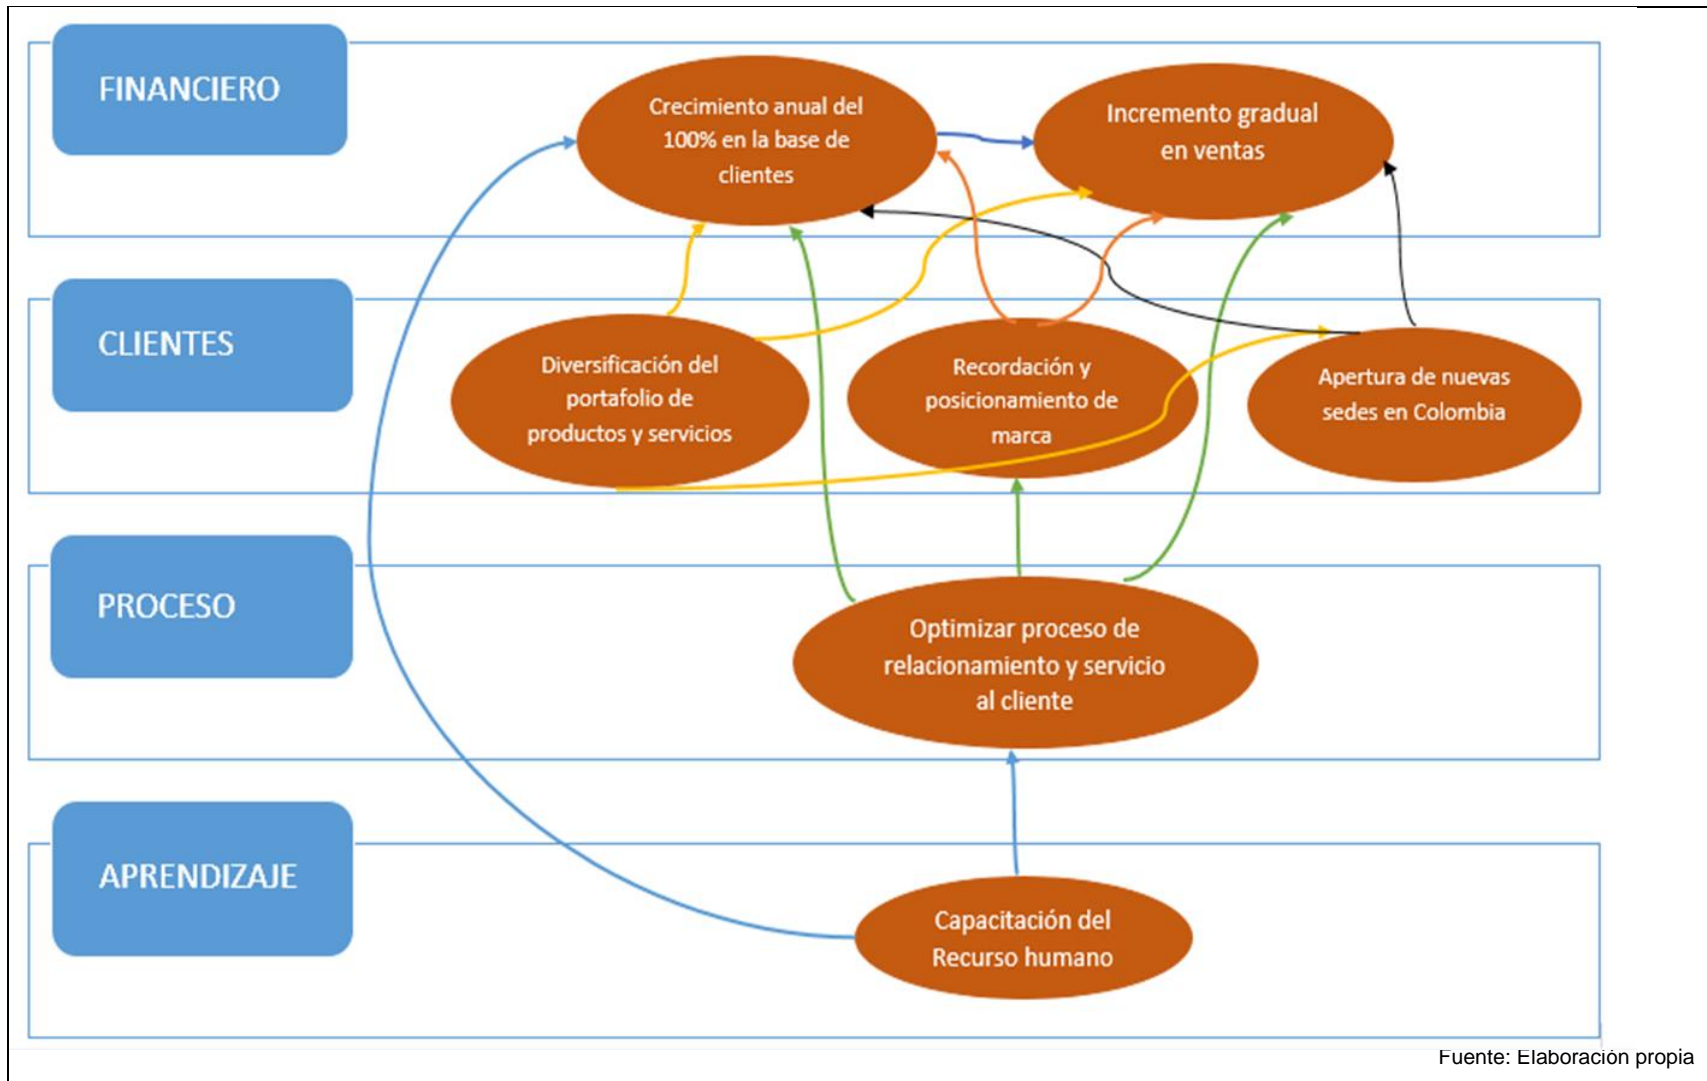 FINANCIERO
Crecimiento anual del
100% en la base de
clientes
Incremento gradual
en ventas
CLIENTES
Diversificación del
portafolio de
productos y servicios
Recordación y
posicionamiento de
marca
Apertura de nuevas
sedes en Colombia
PROCESO
Optimizar proceso de
relacionamiento y servicio
al cliente
APRENDIZAJE
Capacitación del
Recurso humano
Fuente: Elaboración propia